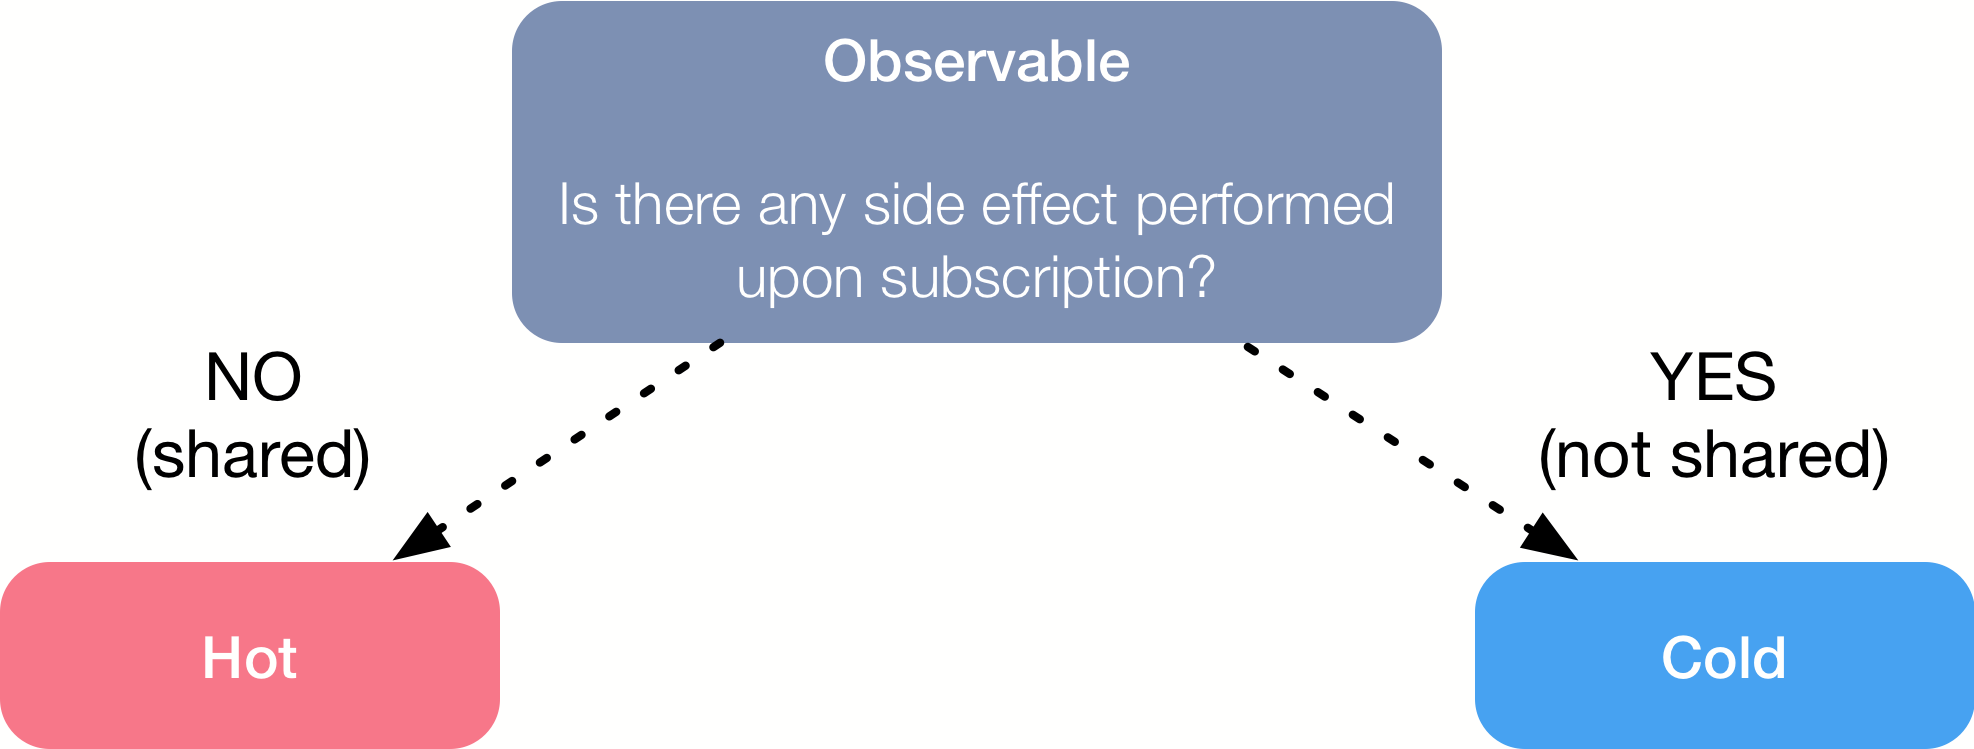 Observable
Is there any side effect performed
upon subscription?
NO
(shared)
YES
(not shared)
Hot
Cold